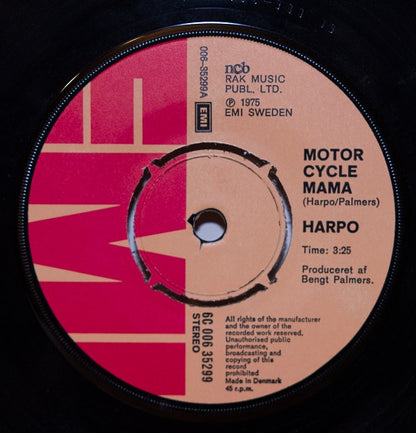 EMI
006-35299A
EMI
ncb
RAK MUSIC
PUBL. LTD.
℗ 1975
EMI SWEDEN
MOTOR
CYCLE
MAMA
(Harpo/Palmers)
HARPO
Time: 3:25
Produceret af
Bengt Palmers.
6C 006 35299
STEREO
All rights of the manufacturer
and the owner of the
recorded work reserved.
Unauthorised public
performance,
broadcasting and
copying of this
record
prohibited
Made in Denmark
45 r.p.m.